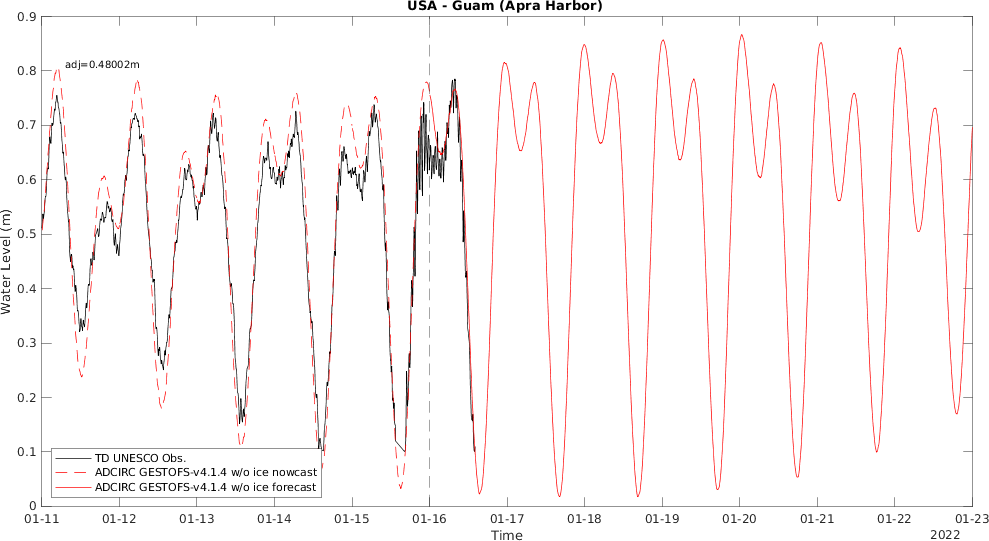 USA - Guam (Apra Harbor)
0.9
0.8
0.7
0.6
0.5
0.4
0.3
0.2
0.1
0
Water Level (m)
adj=0.48002m
TD UNESCO Obs.
ADCIRC GESTOFS-v4.1.4 w/o ice nowcast
ADCIRC GESTOFS-v4.1.4 w/o ice forecast
01-11 01-12 01-13 01-14 01-15 01-16 01-17 01-18 01-19 01-20 01-21 01-22 01-23
Time
2022